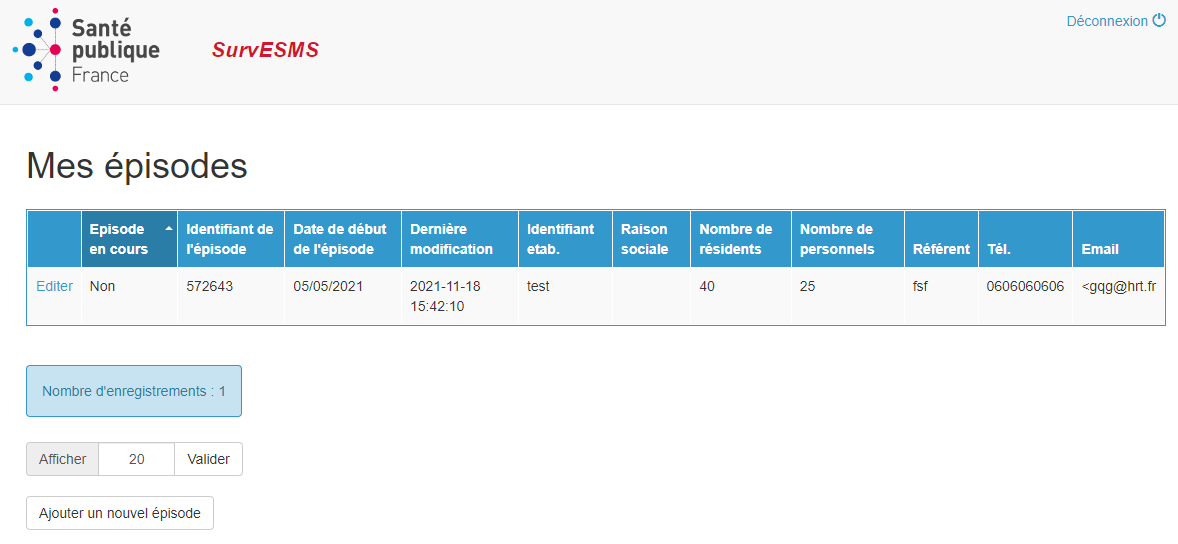 Santé
publique
France
SurvESMS
Déconnexion
Mes épisodes
Episode en cours
Identifiant de l'épisode
Date de début de l'épisode
Dernière modification
Identifiant etab.
Raison sociale
Nombre de résidents
Nombre de personnels
Référent
Tél.
Email
Editer
Non
572643
05/05/2021
2021-11-18
15:42:10
test
40
25
fsf
0606060606
<gqg@hrt.fr
Nombre d'enregistrements : 1
Afficher 20 Valider
Ajouter un nouvel épisode